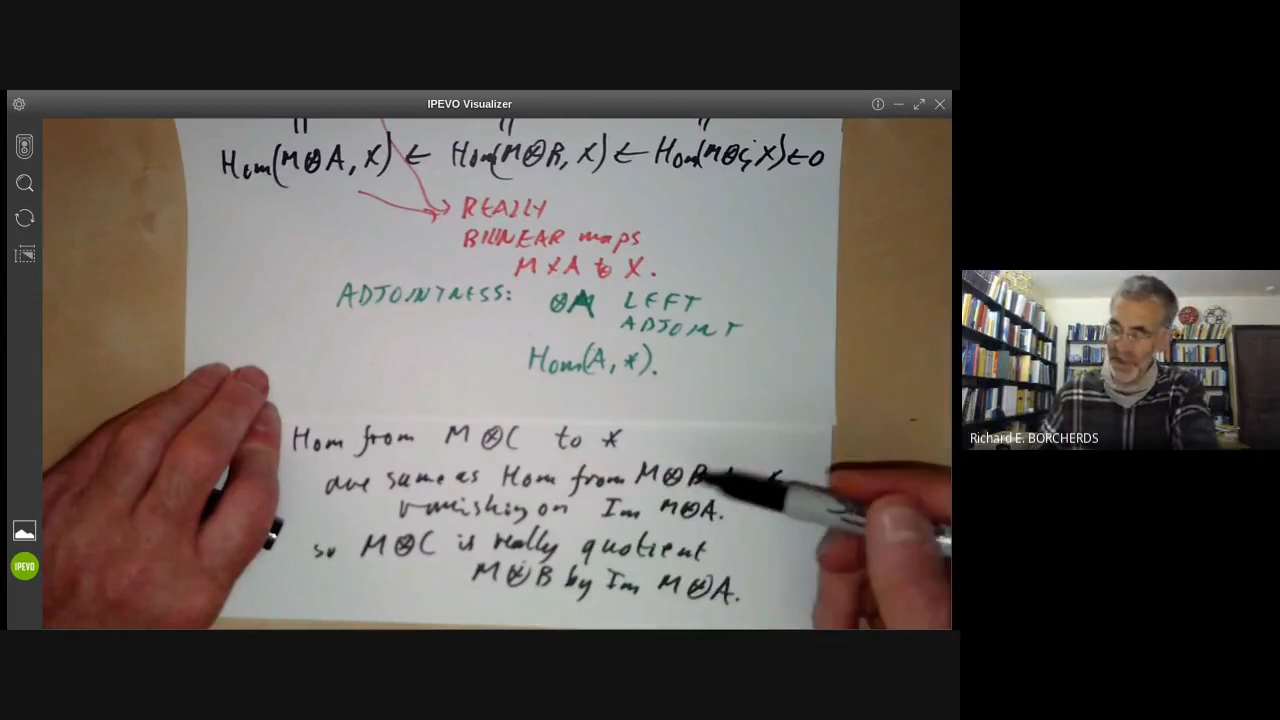 IPEVO Visualizer
Hom(M⊗A, X) ← Hom(M⊗B, X) ← Hom(M⊗C, X) ← 0
REALLY
BILINEAR maps
M × A to X.
ADJOINTNESS: ⊗A LEFT
ADJOINT
Hom(A, *).
Hom from M⊗C to X
are same as Hom from M⊗B
vanishing on Im M⊗A.
so M⊗C is really quotient
M⊗B by Im M⊗A.
Richard E. BORCHERDS
IPEVO